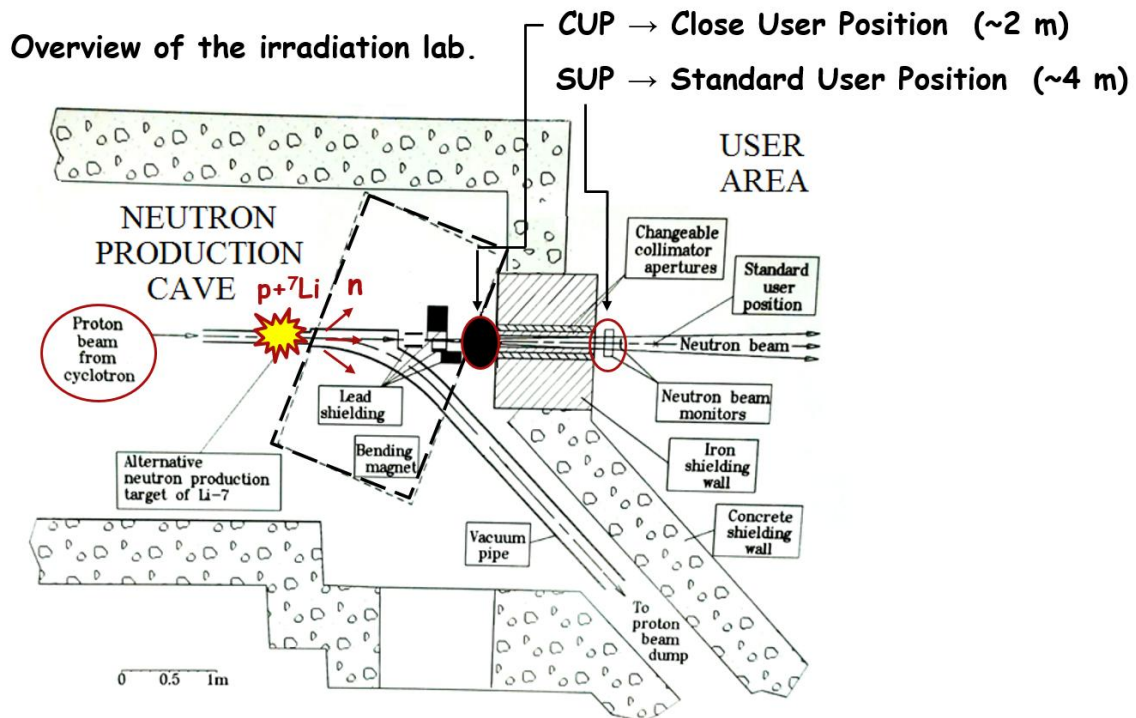 Overview of the irradiation lab.
CUP → Close User Position (~2 m)
SUP → Standard User Position (~4 m)
USER
AREA
NEUTRON
PRODUCTION
CAVE
p+⁷Li
n
Changeable
collimator
apertures
Standard
user
position
Proton
beam
from
cyclotron
Neutron beam
Lead
shielding
Neutron beam
monitors
Bending
magnet
Iron
shielding
wall
Alternative
neutron production
target of Li-7
Vacuum
pipe
Concrete
shielding
wall
To
proton
beam
dump
0 0.5 1m